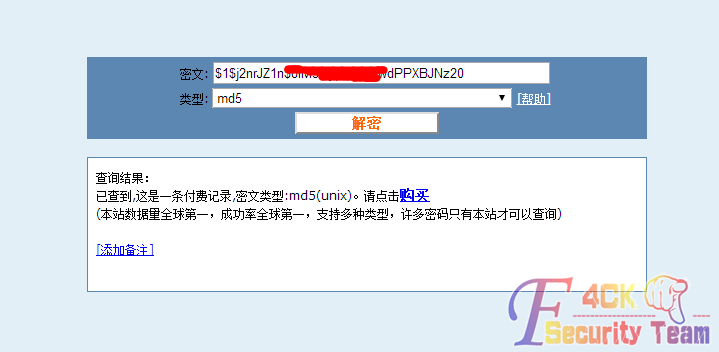 密文: $1$j2nrJZ1n$ wdPPXBJNz20
类型: md5 [帮助]
解密
查询结果:
已查到,这是一条付费记录,密文类型:md5(unix)。请点击购买
(本站数据量全球第一，成功率全球第一，支持多种类型，许多密码只有本站才可以查询)
[添加备注]
F4CK
Security Team